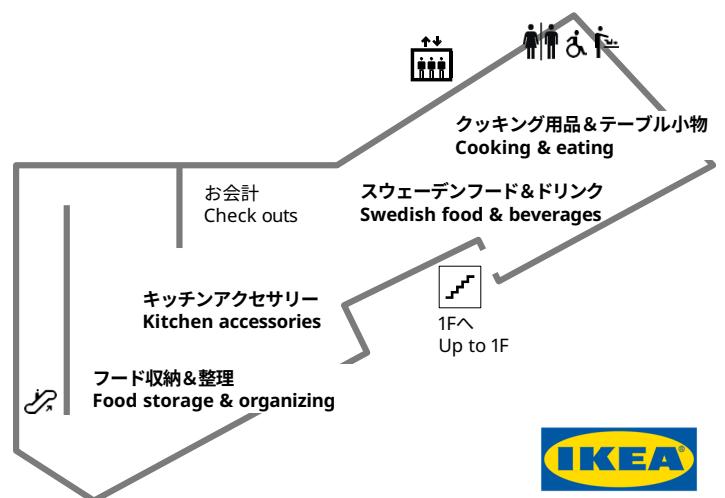 クッキング用品＆テーブル小物
Cooking & eating
お会計
Check outs
スウェーデンフード＆ドリンク
Swedish food & beverages
キッチンアクセサリー
Kitchen accessories
1Fへ
Up to 1F
フード収納＆整理
Food storage & organizing
IKEA®